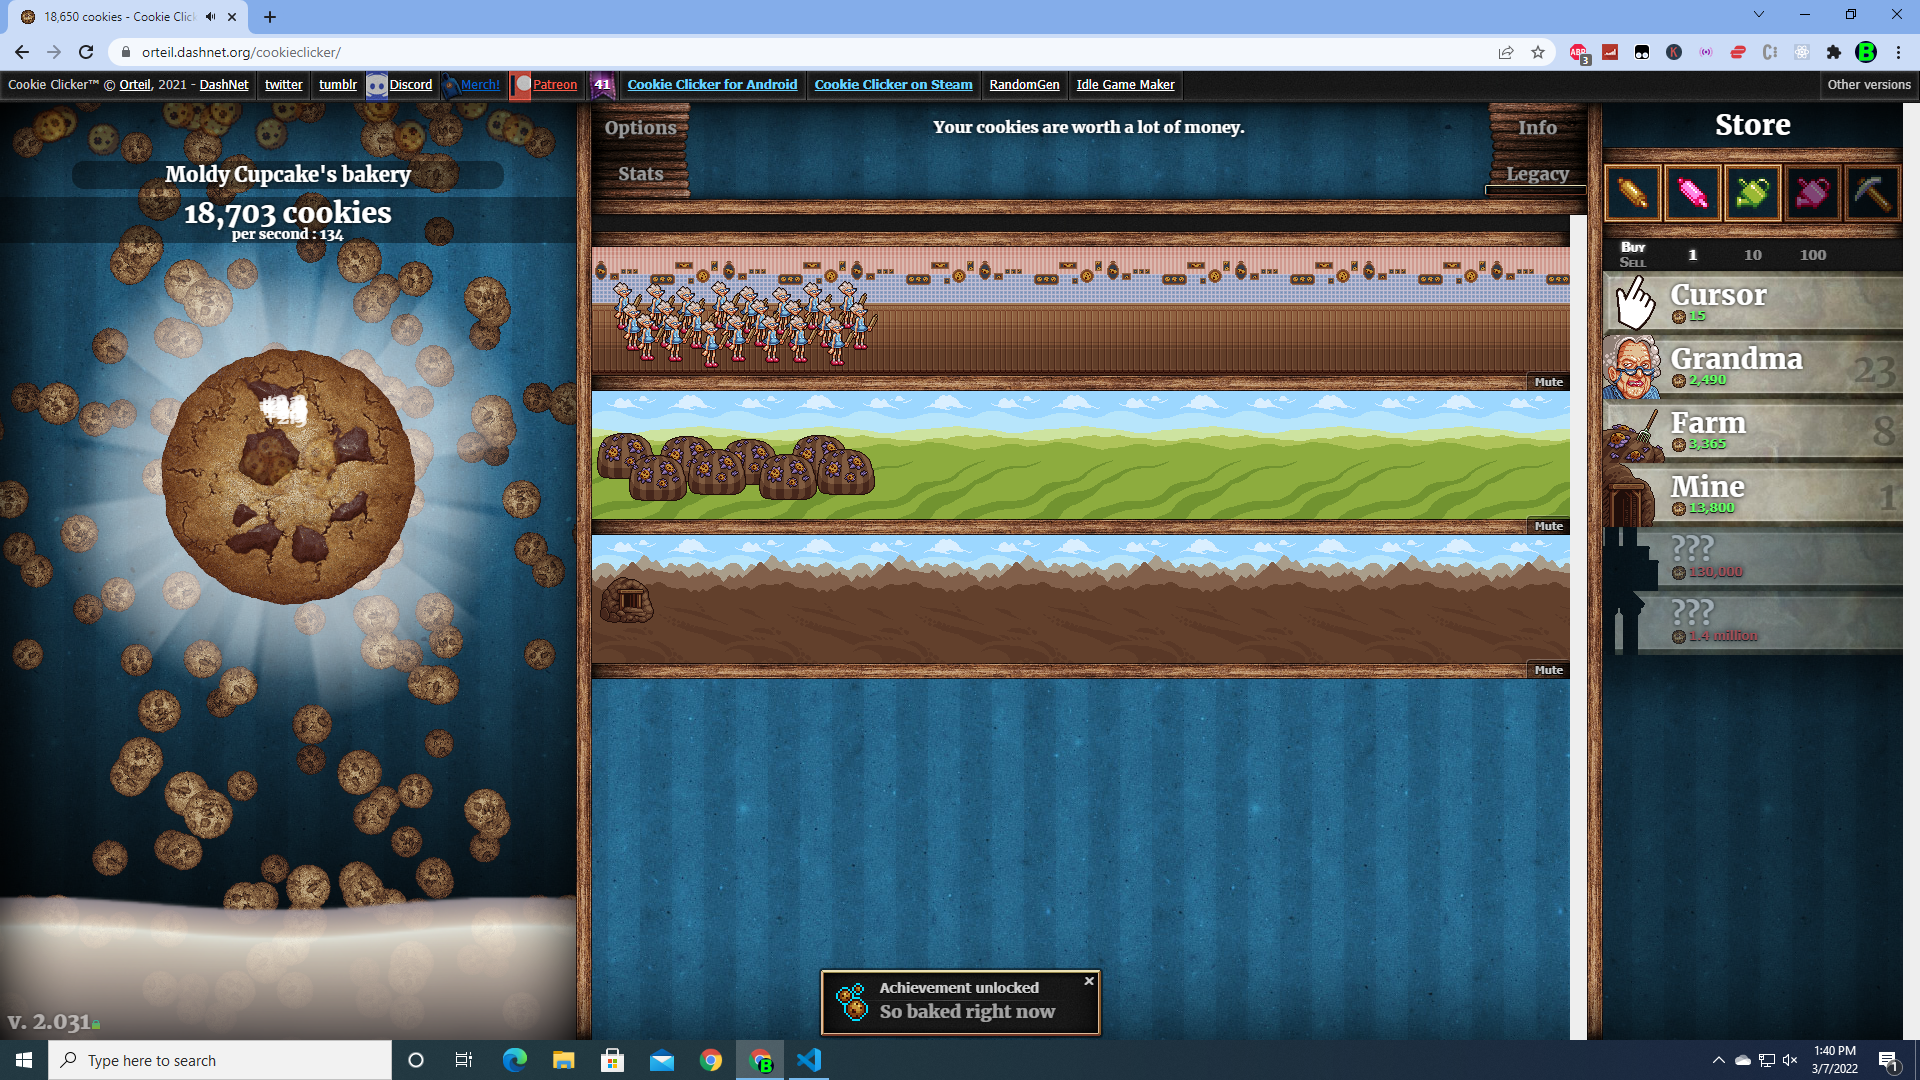 18,650 cookies - Cookie Clic
orteil.dashnet.org/cookieclicker/
3
Cookie Clicker™ © Orteil, 2021 - DashNet
twitter
tumblr
Discord
Merch!
Patreon
41
Cookie Clicker for Android
Cookie Clicker on Steam
RandomGen
Idle Game Maker
Other versions
Moldy Cupcake's bakery
18,703 cookies
per second : 134
Options
Stats
Your cookies are worth a lot of money.
Info
Legacy
Store
Buy
Sell
1
10
100
Cursor
15
Grandma
2,490
23
Farm
3,365
8
Mine
13,800
1
???
130,000
???
1.4 million
Mute
Mute
Mute
Achievement unlocked
So baked right now
v. 2.031
Type here to search
1:40 PM
3/7/2022
1